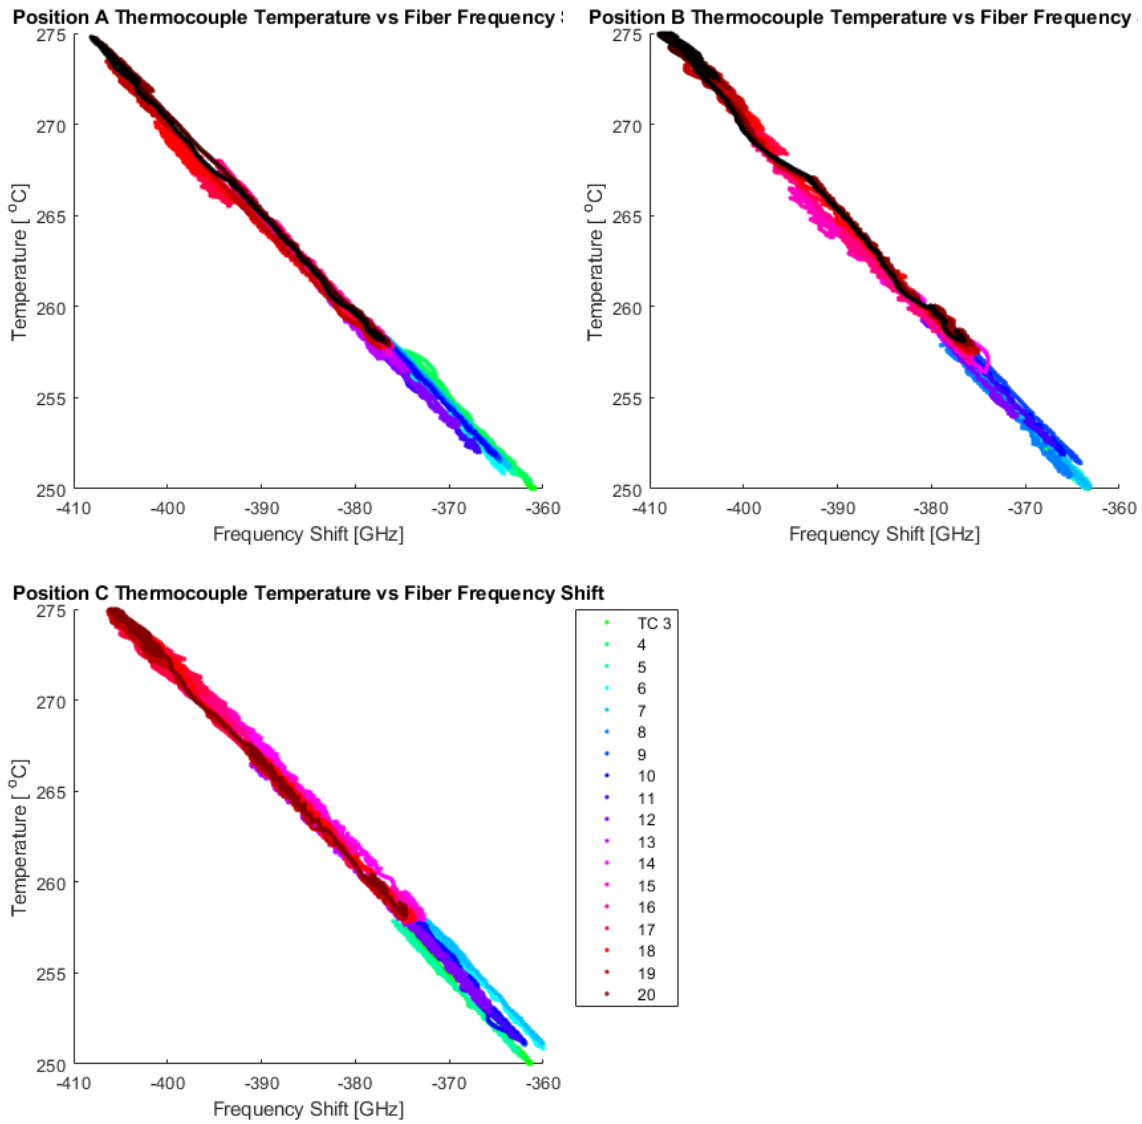 Position A Thermocouple Temperature vs Fiber Frequency
275
270
265
260
255
250
Temperature [ °C]
-410 -400 -390 -380 -370 -360
Frequency Shift [GHz]
Position B Thermocouple Temperature vs Fiber Frequency
275
270
265
260
255
250
Temperature [ °C]
-410 -400 -390 -380 -370 -360
Frequency Shift [GHz]
Position C Thermocouple Temperature vs Fiber Frequency Shift
275
270
265
260
255
250
Temperature [ °C]
-410 -400 -390 -380 -370 -360
Frequency Shift [GHz]
TC 3
4
5
6
7
8
9
10
11
12
13
14
15
16
17
18
19
20